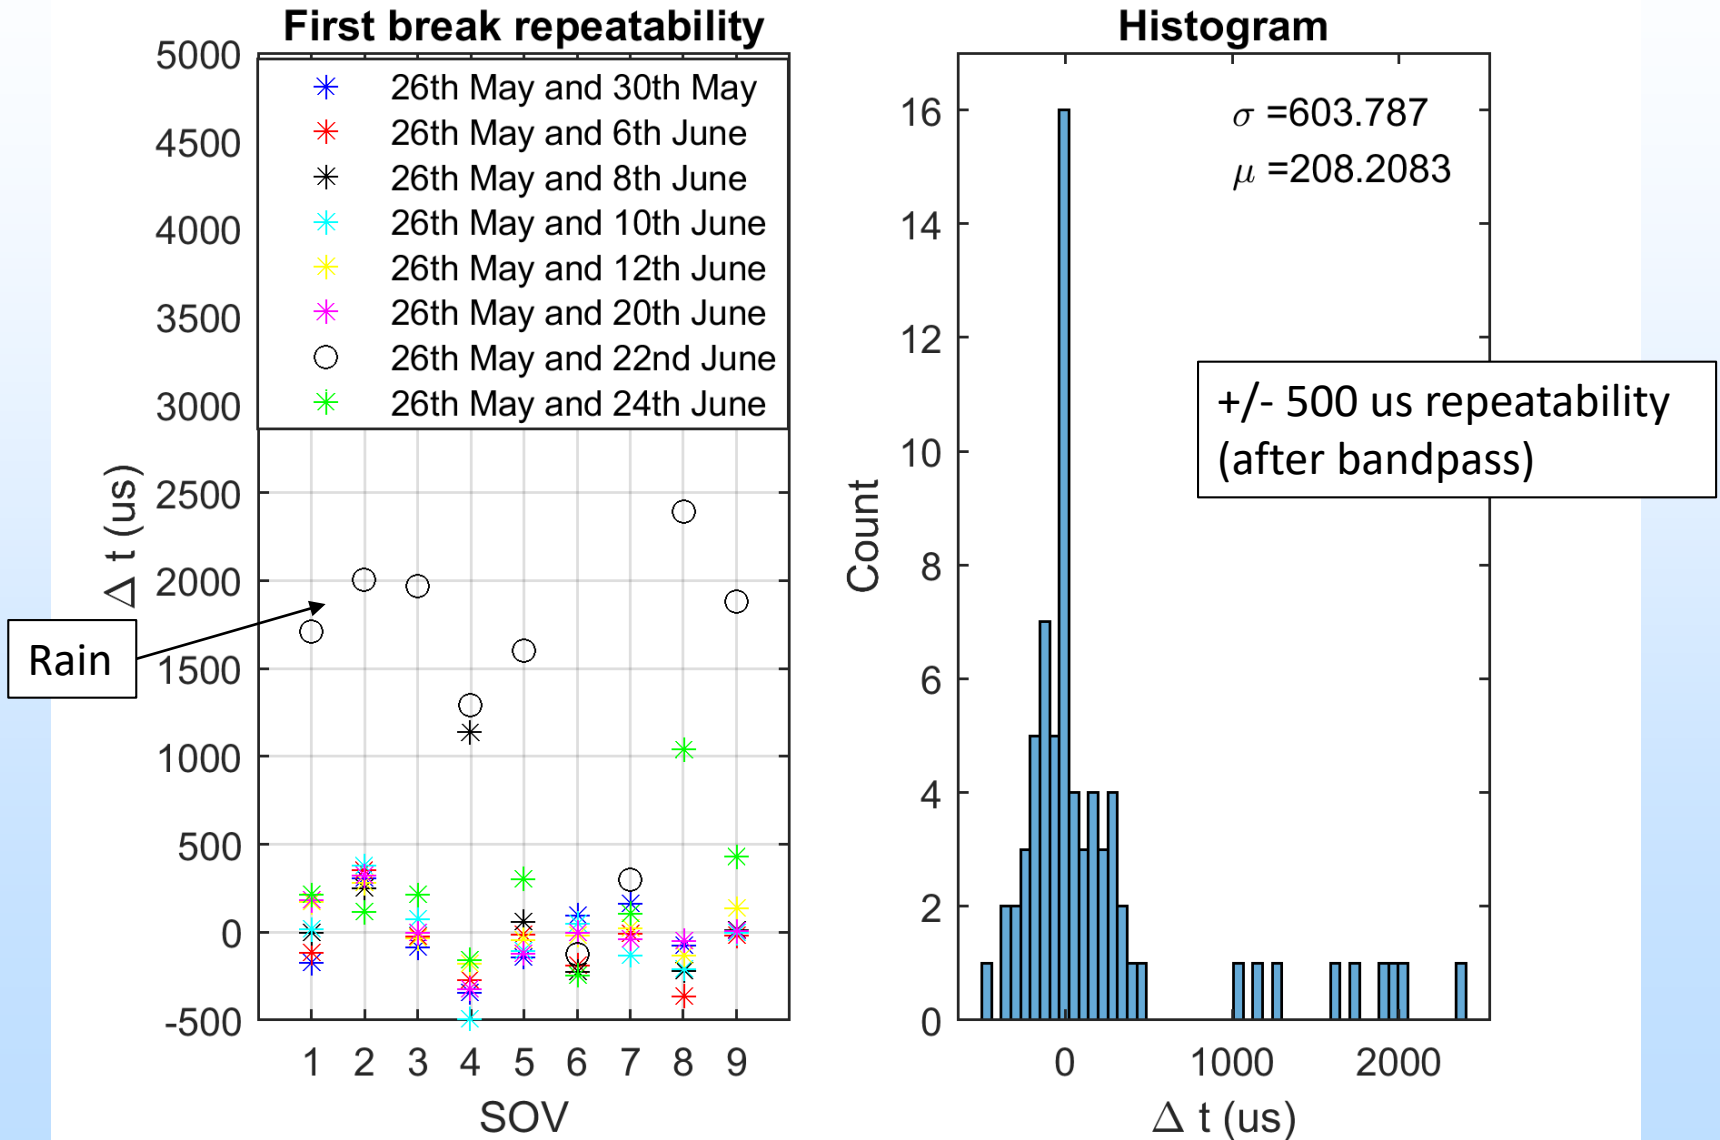 First break repeatability
5000
4500
4000
3500
3000
2500
2000
1500
1000
500
0
-500
Δ t (us)
26th May and 30th May
26th May and 6th June
26th May and 8th June
26th May and 10th June
26th May and 12th June
26th May and 20th June
26th May and 22nd June
26th May and 24th June
Rain
1 2 3 4 5 6 7 8 9
SOV
Histogram
16
14
12
10
8
6
4
2
0
Count
σ =603.787
μ =208.2083
+/- 500 us repeatability
(after bandpass)
0 1000 2000
Δ t (us)